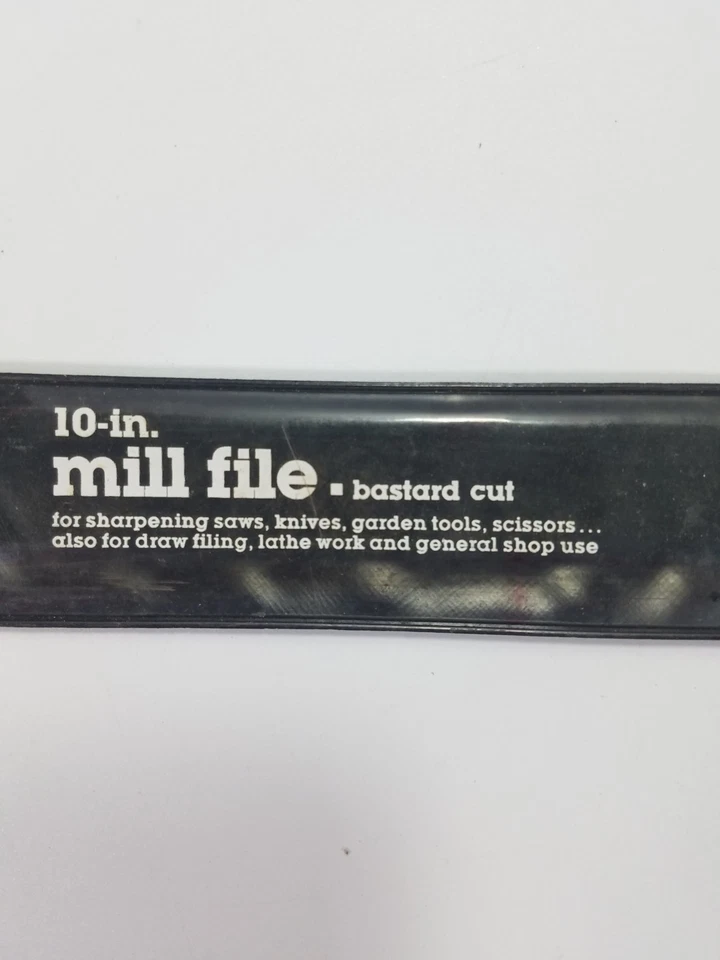 10-in.
mill file ▪ bastard cut
for sharpening saws, knives, garden tools, scissors...
also for draw filing, lathe work and general shop use